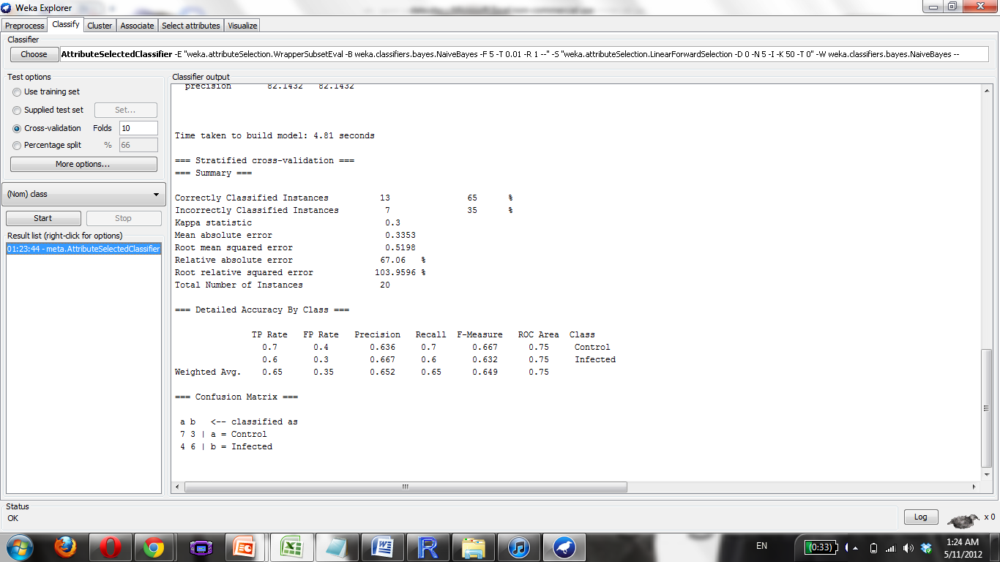 Weka Explorer
Preprocess Classify Cluster Associate Select attributes Visualize
Classifier
Choose AttributeSelectedClassifier -E "weka.attributeSelection.WrapperSubsetEval -B weka.classifiers.bayes.NaiveBayes -F 5 -T 0.01 -R 1 --" -S "weka.attributeSelection.LinearForwardSelection -D 0 -N 5 -I -K 50 -T 0" -W weka.classifiers.bayes.NaiveBayes --
Test options
Use training set
Supplied test set Set...
Cross-validation Folds 10
Percentage split % 66
More options...
(Nom) class
Start Stop
Result list (right-click for options)
01:23:44 - meta.AttributeSelectedClassifier
Classifier output
precision 82.1432 82.1432
Time taken to build model: 4.81 seconds
=== Stratified cross-validation ===
=== Summary ===
Correctly Classified Instances 13 65 %
Incorrectly Classified Instances 7 35 %
Kappa statistic 0.3
Mean absolute error 0.3353
Root mean squared error 0.5198
Relative absolute error 67.06 %
Root relative squared error 103.9596 %
Total Number of Instances 20
=== Detailed Accuracy By Class ===
TP Rate FP Rate Precision Recall F-Measure ROC Area Class
0.7 0.4 0.636 0.7 0.667 0.75 Control
0.6 0.3 0.667 0.6 0.632 0.75 Infected
Weighted Avg. 0.65 0.35 0.652 0.65 0.649 0.75
=== Confusion Matrix ===
a b <-- classified as
7 3 | a = Control
4 6 | b = Infected
Status
OK
Log x 0
EN (0:33) 1:24 AM
5/11/2012